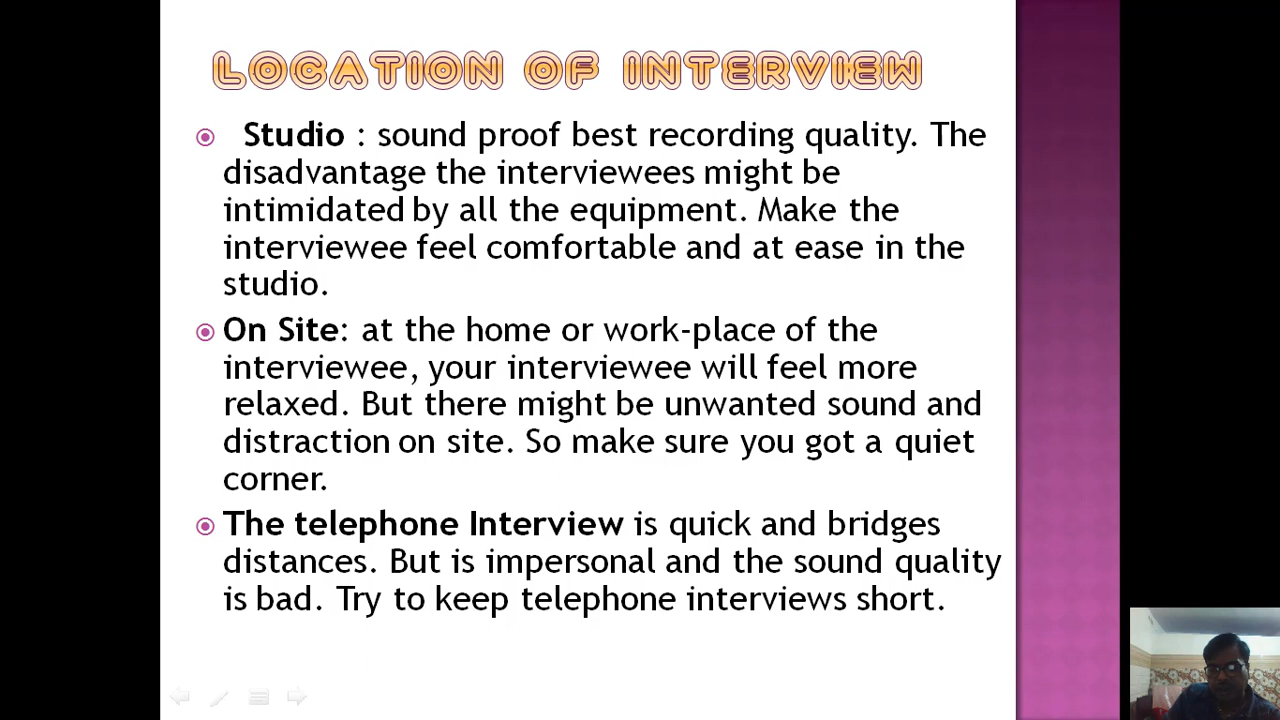 LOCATION OF INTERVIEW
Studio : sound proof best recording quality. The
disadvantage the interviewees might be
intimidated by all the equipment. Make the
interviewee feel comfortable and at ease in the
studio.
On Site: at the home or work-place of the
interviewee, your interviewee will feel more
relaxed. But there might be unwanted sound and
distraction on site. So make sure you got a quiet
corner.
The telephone Interview is quick and bridges
distances. But is impersonal and the sound quality
is bad. Try to keep telephone interviews short.